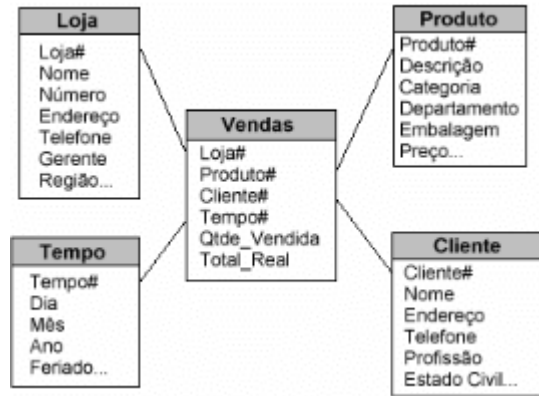 Loja
Loja#
Nome
Número
Endereço
Telefone
Gerente
Região...
Produto
Produto#
Descrição
Categoria
Departamento
Embalagem
Preço...
Vendas
Loja#
Produto#
Cliente#
Tempo#
Qtde_Vendida
Total_Real
Tempo
Tempo#
Dia
Mês
Ano
Feriado...
Cliente
Cliente#
Nome
Endereço
Telefone
Profissão
Estado Civil...